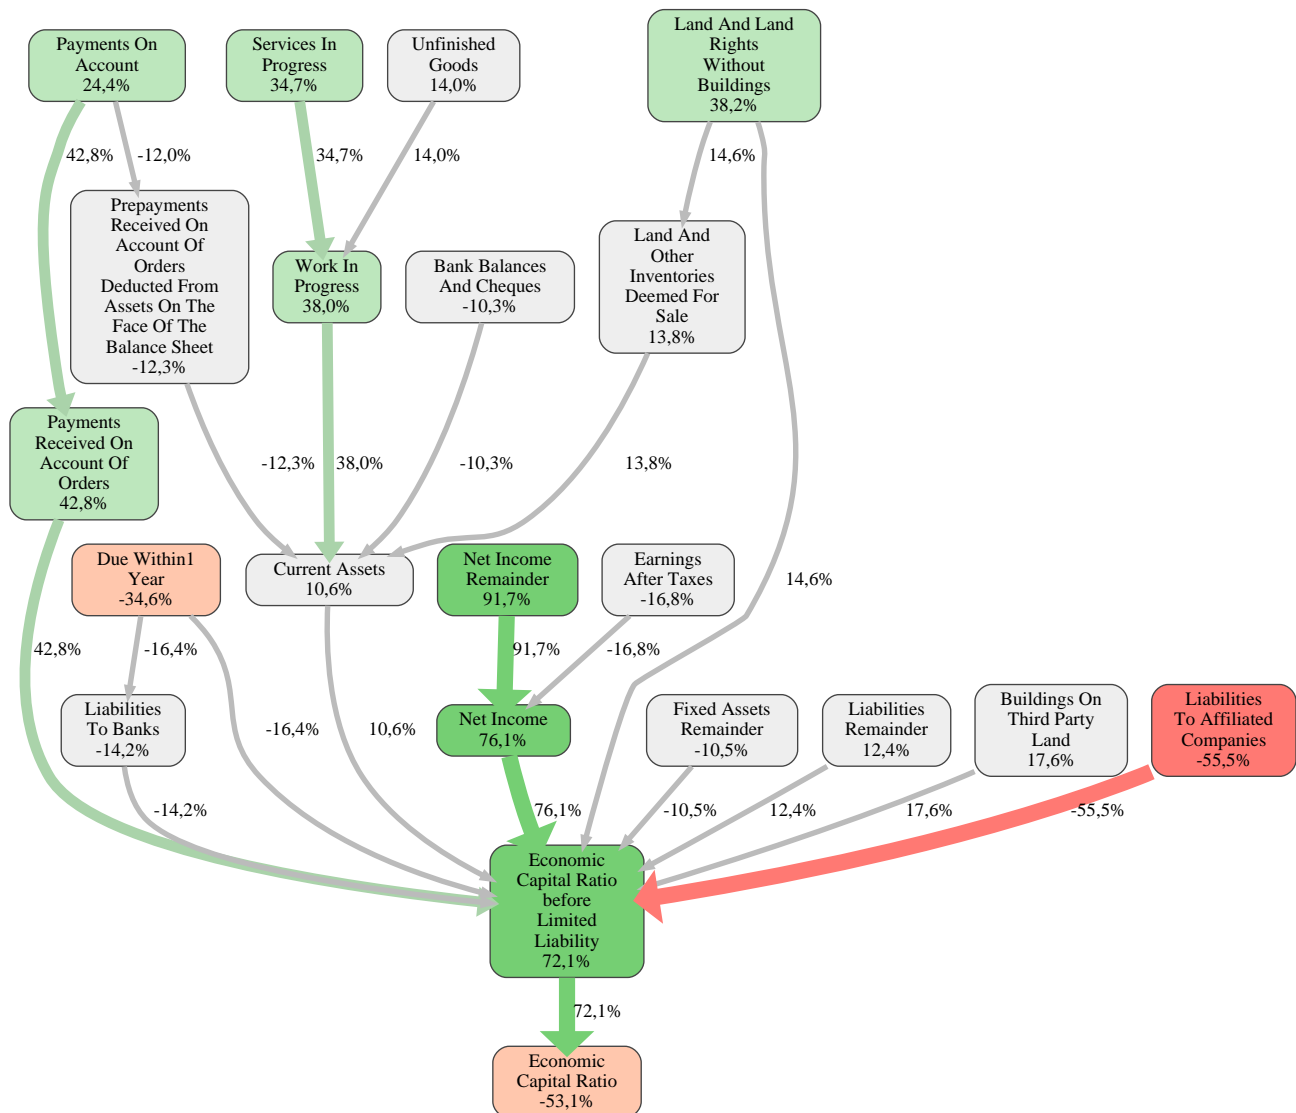 Payments On
Account
24,4%
Services In
Progress
34,7%
Unfinished
Goods
14,0%
Land And Land
Rights
Without
Buildings
38,2%
42,8%
-12,0%
34,7%
14,0%
14,6%
Prepayments
Received On
Account Of
Orders
Deducted From
Assets On The
Face Of The
Balance Sheet
-12,3%
Work In
Progress
38,0%
Bank Balances
And Cheques
-10,3%
Land And
Other
Inventories
Deemed For
Sale
13,8%
Payments
Received On
Account Of
Orders
42,8%
-12,3%
38,0%
-10,3%
13,8%
Due Within1
Year
-34,6%
Current Assets
10,6%
Net Income
Remainder
91,7%
Earnings
After Taxes
-16,8%
14,6%
42,8%
-16,4%
91,7%
-16,8%
Liabilities
To Banks
-14,2%
-16,4%
10,6%
Net Income
76,1%
Fixed Assets
Remainder
-10,5%
Liabilities
Remainder
12,4%
Buildings On
Third Party
Land
17,6%
Liabilities
To Affiliated
Companies
-55,5%
-14,2%
76,1%
-10,5%
12,4%
17,6%
-55,5%
Economic
Capital Ratio
before
Limited
Liability
72,1%
72,1%
Economic
Capital Ratio
-53,1%